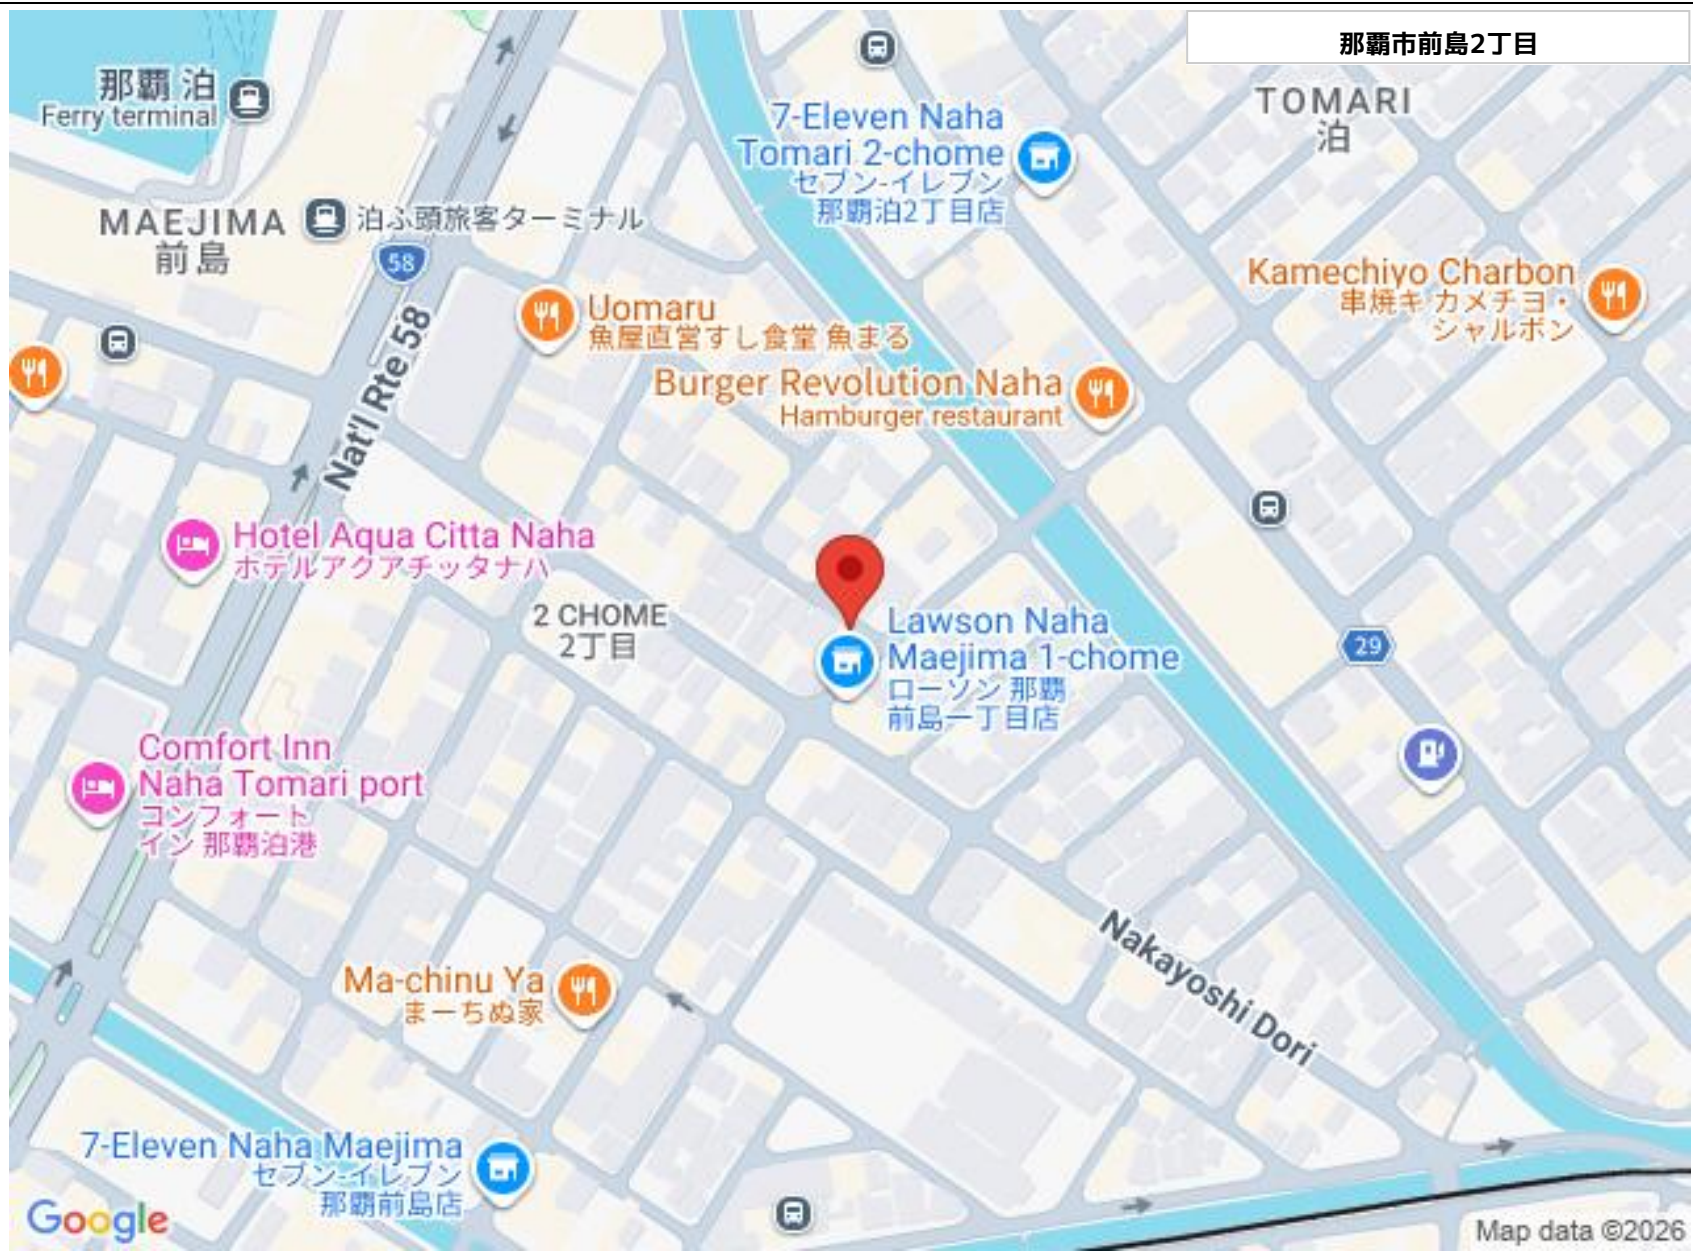 那覇市前島2丁目
那覇 泊
Ferry terminal
7-Eleven Naha
Tomari 2-chome
セブン-イレブン
那覇泊2丁目店
TOMARI
泊
MAEJIMA
前島
泊ふ頭旅客ターミナル
58
Nat'l Rte 58
Uomaru
魚屋直営すし食堂 魚まる
Kamechiyo Charbon
串焼キ カメチヨ・
シャルボン
Burger Revolution Naha
Hamburger restaurant
Hotel Aqua Citta Naha
ホテルアクアチッタナハ
2 CHOME
2丁目
Lawson Naha
Maejima 1-chome
ローソン 那覇
前島一丁目店
29
Comfort Inn
Naha Tomari port
コンフォート
イン 那覇泊港
Ma-chinu Ya
まーちぬ家
Nakayoshi Dori
7-Eleven Naha Maejima
セブン-イレブン
那覇前島店
Google
Map data ©2026